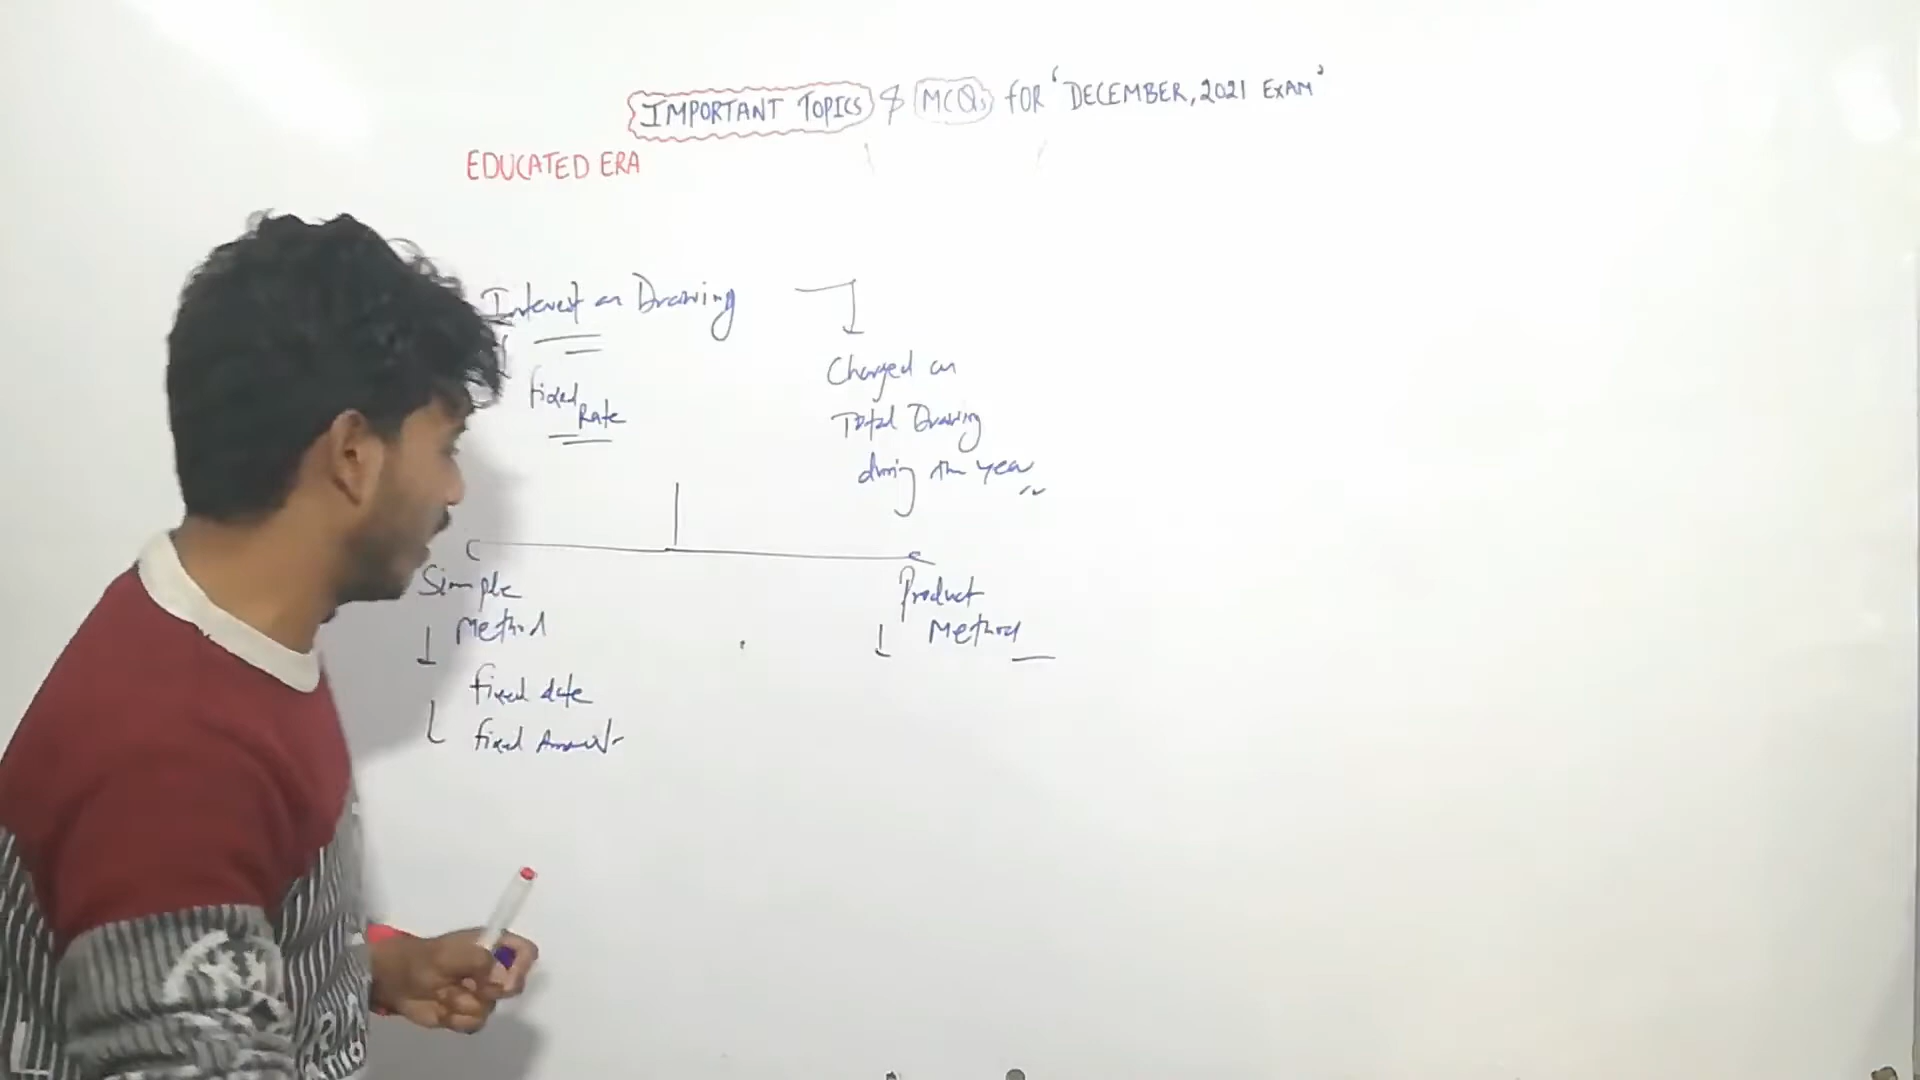 IMPORTANT TOPICS & MCQs FOR 'DECEMBER, 2021 EXAM'
EDUCATED ERA
Interest on Drawing
fixed
Rate
Charged on
Total Drawing
during the year
Simple
Method
fixed date
fixed Amount
Product
Method